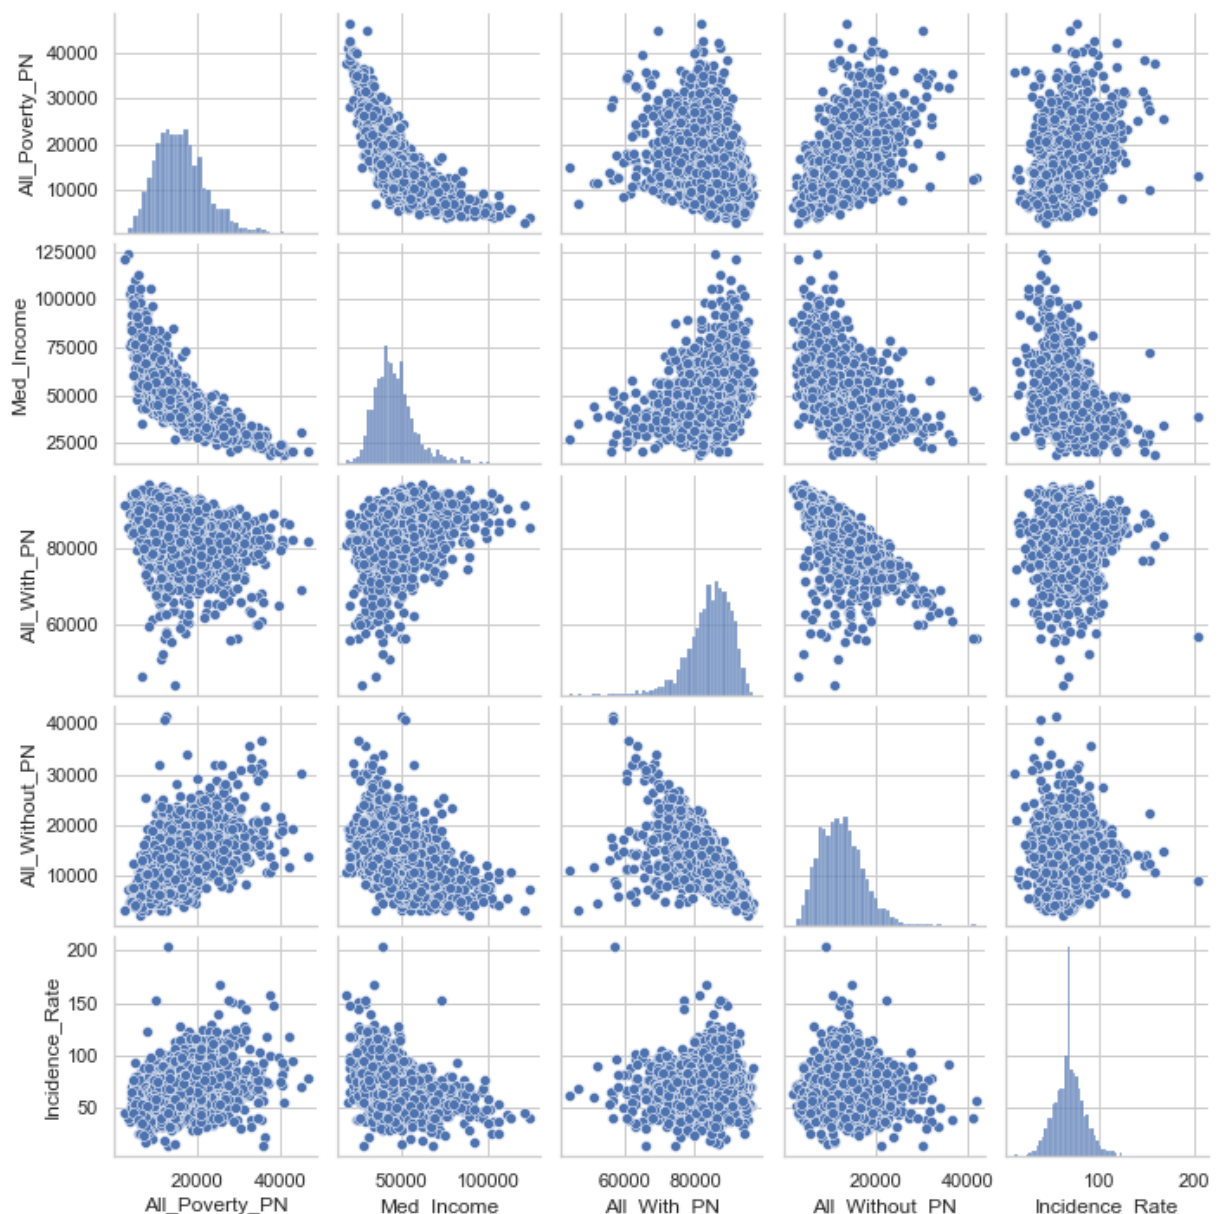 All_Poverty_PN
40000
30000
20000
10000
Med_Income
125000
100000
75000
50000
25000
All_With_PN
80000
60000
All_Without_PN
40000
30000
20000
10000
Incidence_Rate
200
150
100
50
20000 40000 50000 100000 60000 80000 20000 40000 100 200
All_Poverty_PN Med_Income All_With_PN All_Without_PN Incidence_Rate